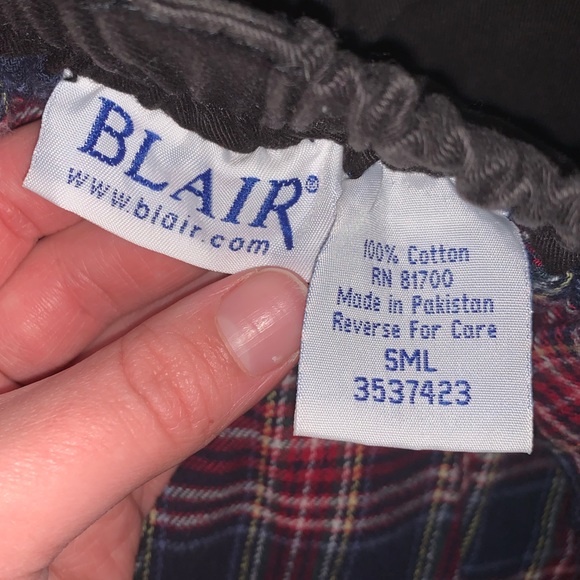 BLAIR®
www.blair.com
100% Cotton
RN 81700
Made in Pakistan
Reverse For Care
SML
3537423